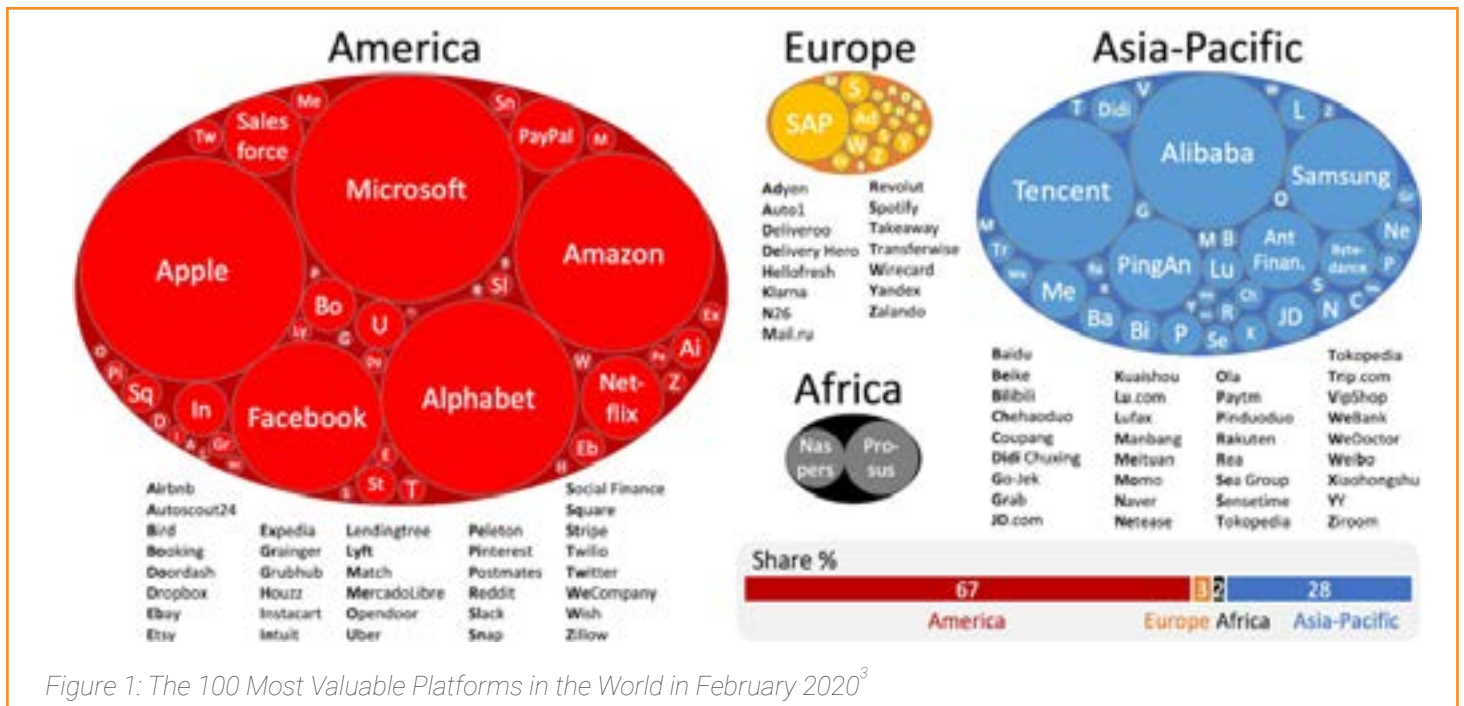 America
Me
Sn
Tw
Sales
force
PayPal
M
Microsoft
Apple
Amazon
Bo
Sl
U
Ly
G
Ex
Ai
W
Z
O
Pi
Sq
In
D
Gr
Facebook
Alphabet
Net-
flix
Eb
E
St
T
Airbnb
Autoscout24
Bird
Booking
Doordash
Dropbox
Ebay
Etsy
Expedia
Grainger
Grubhub
Houzz
Instacart
Intuit
Lendingtree
Lyft
Match
MercadoLibre
Opendoor
Uber
Peleton
Pinterest
Postmates
Reddit
Slack
Snap
Social Finance
Square
Stripe
Twilio
Twitter
WeCompany
Wish
Zillow
Europe
SAP
S
Ad
W
Y
Z
Adyen
Auto1
Deliveroo
Delivery Hero
Hellofresh
Klarna
N26
Mail.ru
Revolut
Spotify
Takeaway
Transferwise
Wirecard
Yandex
Zalando
Africa
Nas
pers
Pro-
sus
Asia-Pacific
T
Didi
V
L
Alibaba
Tencent
Samsung
G
O
M
Tr
M
B
PingAn
Lu
Ant
Finan.
Byte-
dance
Ne
P
Me
Ba
Bi
P
Se
R
Ch
K
JD
S
N
C
Baidu
Beike
Bilibili
Chehaoduo
Coupang
Didi Chuxing
Go-Jek
Grab
JD.com
Kuaishou
Lu.com
Lufax
Manbang
Meituan
Momo
Naver
Netease
Ola
Paytm
Pinduoduo
Rakuten
Rea
Sea Group
Sensetime
Tokopedia
Tokopedia
Trip.com
VipShop
WeBank
WeDoctor
Weibo
Xiaohongshu
YY
Ziroom
Share %
67
3
2
28
America
Europe
Africa
Asia-Pacific
Figure 1: The 100 Most Valuable Platforms in the World in February 2020³